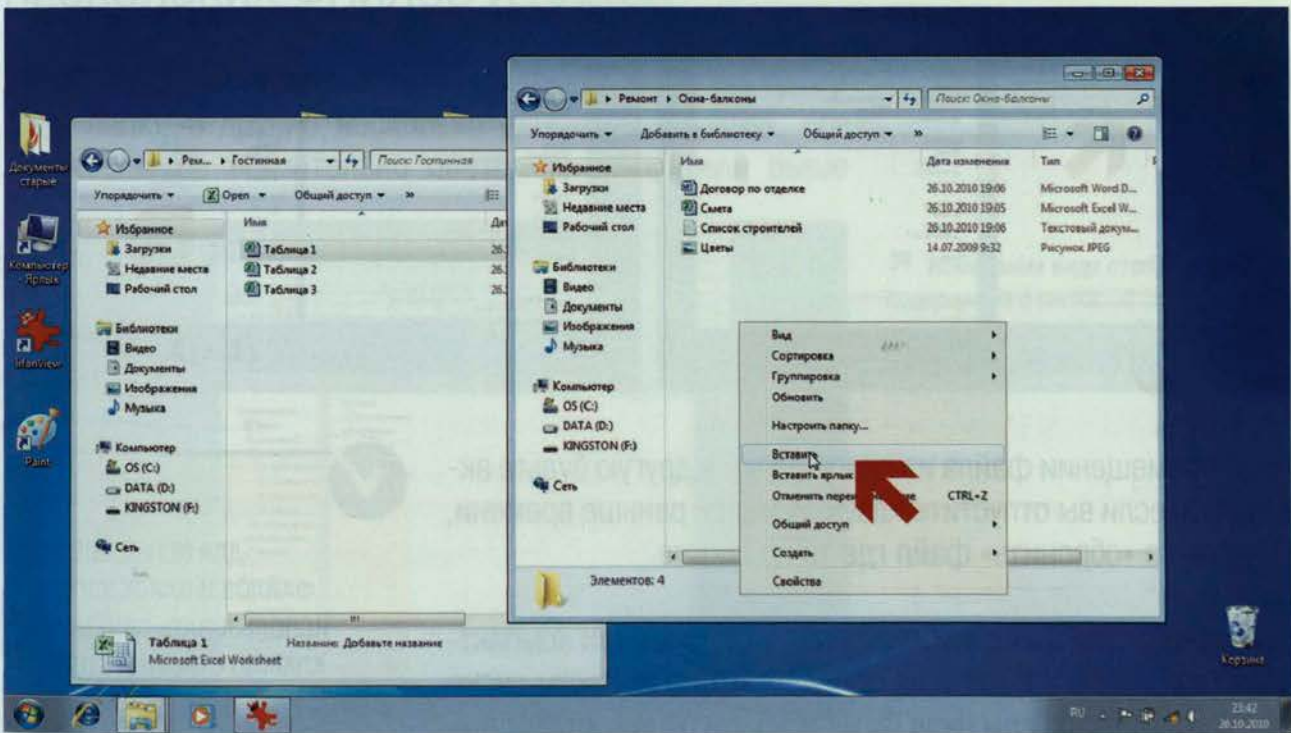 Документы
старые
Компьютер
- Ярлык
IrfanView
Paint
Рем... ▸ Гостинная
Поиск: Гостинная
Упорядочить
Open
Общий доступ
»
Избранное
Загрузки
Недавние места
Рабочий стол
Библиотеки
Видео
Документы
Изображения
Музыка
Компьютер
OS (C:)
DATA (D:)
KINGSTON (F:)
Сеть
Имя
Таблица 1
Таблица 2
Таблица 3
26.
26.
26.
Таблица 1 Название: Добавьте название
Microsoft Excel Worksheet
Ремонт ▸ Окна-балконы
Поиск: Окна-балконы
Упорядочить
Добавить в библиотеку
Общий доступ
»
Избранное
Загрузки
Недавние места
Рабочий стол
Библиотеки
Видео
Документы
Изображения
Музыка
Компьютер
OS (C:)
DATA (D:)
KINGSTON (F:)
Сеть
Имя Дата изменения Тип
Договор по отделке 26.10.2010 19:06 Microsoft Word D...
Смета 26.10.2010 19:05 Microsoft Excel W...
Список строителей 26.10.2010 19:06 Текстовый докум...
Цветы 14.07.2009 9:32 Рисунок JPEG
Вид
Сортировка
Группировка
Обновить
Настроить папку...
Вставить
Вставить ярлык
Отменить CTRL+Z
Общий доступ
Создать
Свойства
Элементов: 4
Корзина
RU
23:42
26.10.2010